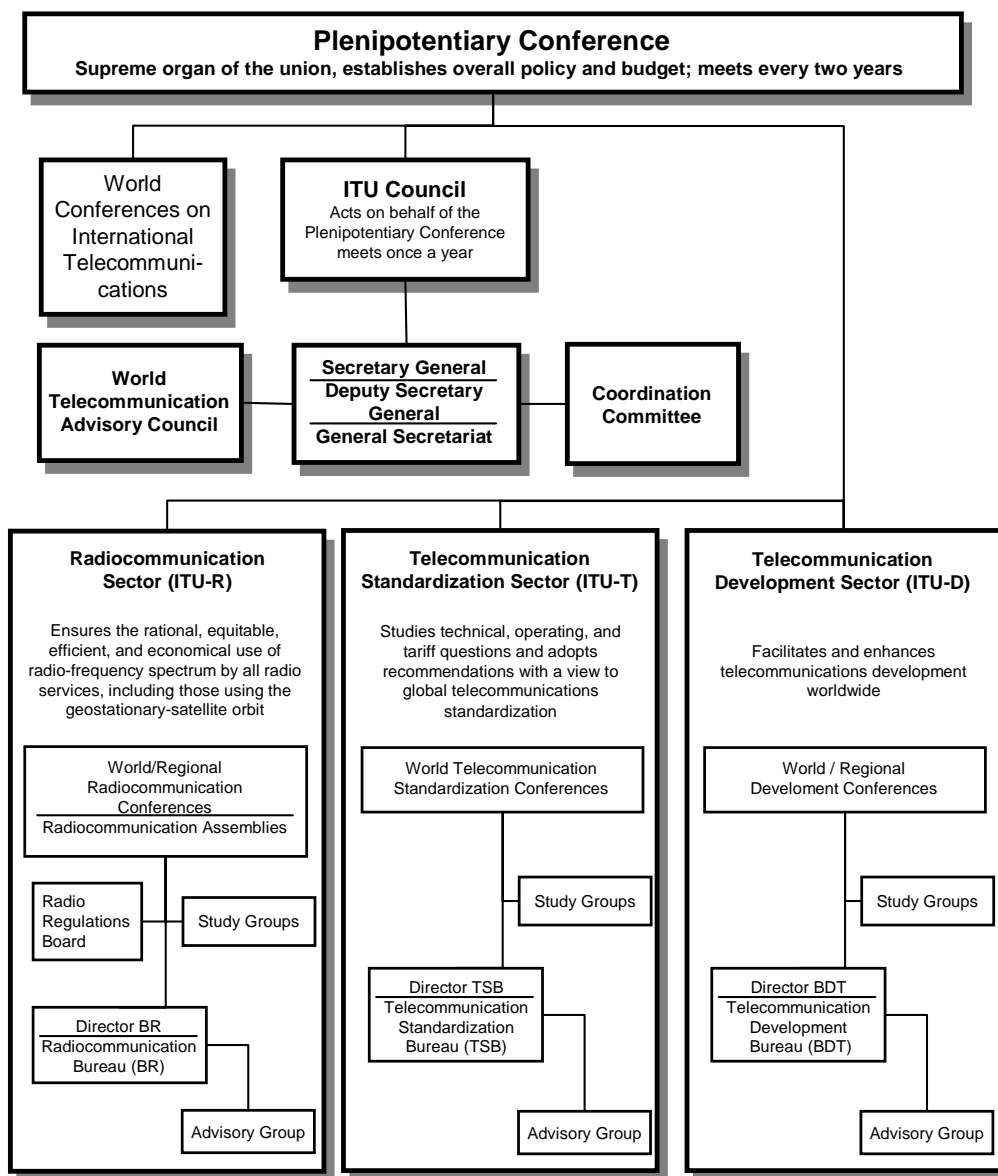 Plenipotentiary Conference
Supreme organ of the union, establishes overall policy and budget; meets every two years
World
Conferences on
International
Telecommuni-
cations
ITU Council
Acts on behalf of the
Plenipotentiary Conference
meets once a year
World
Telecommunication
Advisory Council
Secretary General
Deputy Secretary
General
General Secretariat
Coordination
Committee
Radiocommunication
Sector (ITU-R)
Ensures the rational, equitable,
efficient, and economical use of
radio-frequency spectrum by all radio
services, including those using the
geostationary-satellite orbit
World/Regional
Radiocommunication
Conferences
Radiocommunication Assemblies
Radio
Regulations
Board
Study Groups
Director BR
Radiocommunication
Bureau (BR)
Advisory Group
Telecommunication
Standardization Sector (ITU-T)
Studies technical, operating, and
tariff questions and adopts
recommendations with a view to
global telecommunications
standardization
World Telecommunication
Standardization Conferences
Study Groups
Director TSB
Telecommunication
Standardization
Bureau (TSB)
Advisory Group
Telecommunication
Development Sector (ITU-D)
Facilitates and enhances
telecommunications development
worldwide
World / Regional
Develoment Conferences
Study Groups
Director BDT
Telecommunication
Development
Bureau (BDT)
Advisory Group